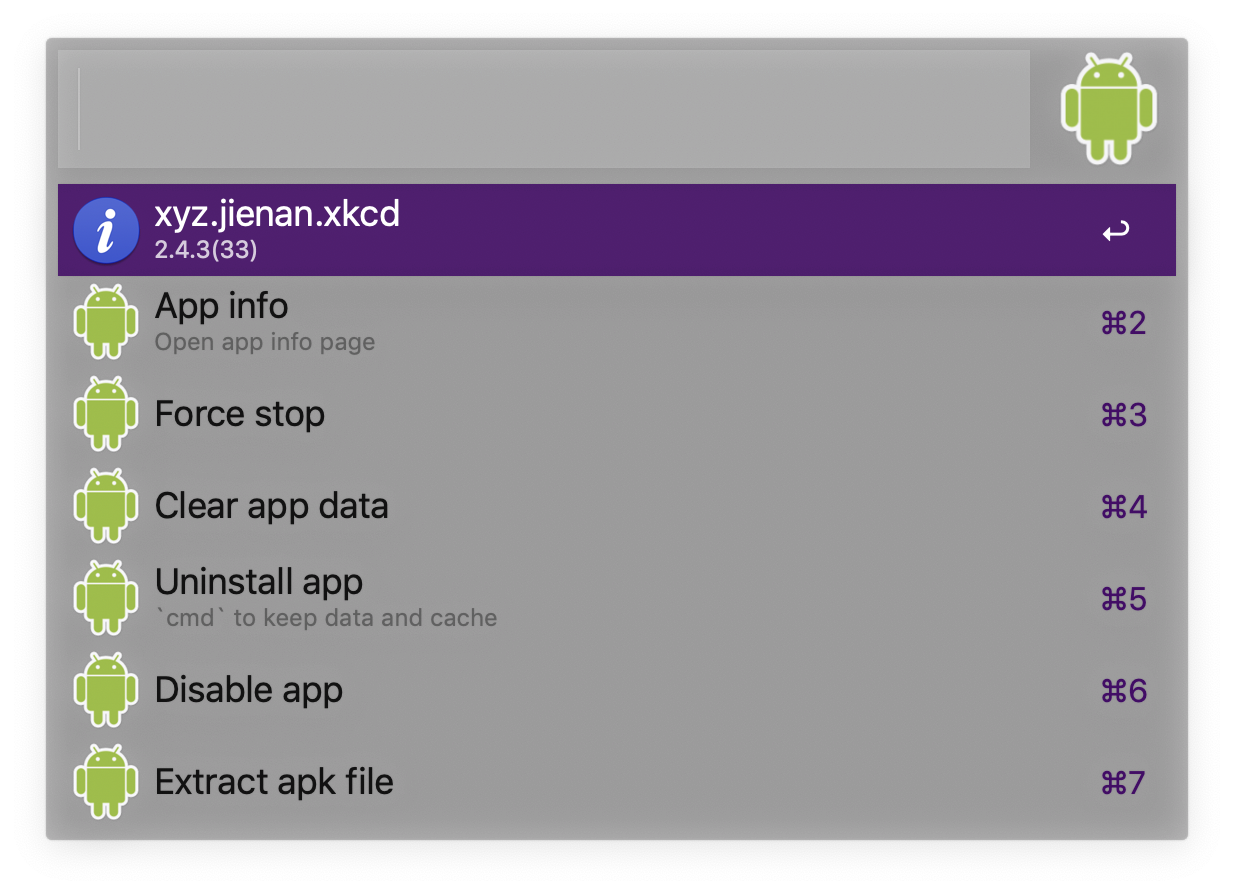 xyz.jienan.xkcd
2.4.3(33)
App info
Open app info page
⌘2
Force stop
⌘3
Clear app data
⌘4
Uninstall app
`cmd` to keep data and cache
⌘5
Disable app
⌘6
Extract apk file
⌘7